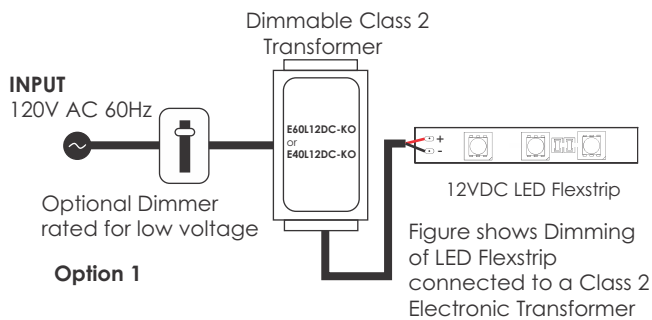 Dimmable Class 2
Transformer
INPUT
120V AC 60Hz
E60L12DC-KO
or
E40L12DC-KO
+
-
12VDC LED Flexstrip
Optional Dimmer
rated for low voltage
Option 1
Figure shows Dimming
of LED Flexstrip
connected to a Class 2
Electronic Transformer